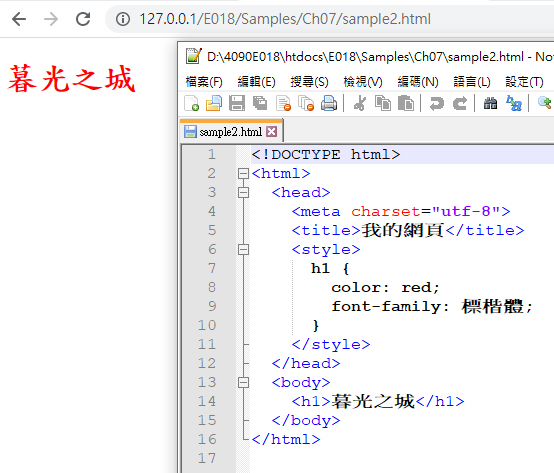 127.0.0.1/E018/Samples/Ch07/sample2.html
暮光之城
D:\4090E018\htdocs\E018\Samples\Ch07\sample2.html - Not
檔案(F) 編輯(E) 搜尋(S) 檢視(V) 編碼(N) 語言(L) 設定(T)
sample2.html
1 <!DOCTYPE html>
2 <html>
3 <head>
4 <meta charset="utf-8">
5 <title>我的網頁</title>
6 <style>
7 h1 {
8 color: red;
9 font-family: 標楷體;
10 }
11 </style>
12 </head>
13 <body>
14 <h1>暮光之城</h1>
15 </body>
16 </html>
17